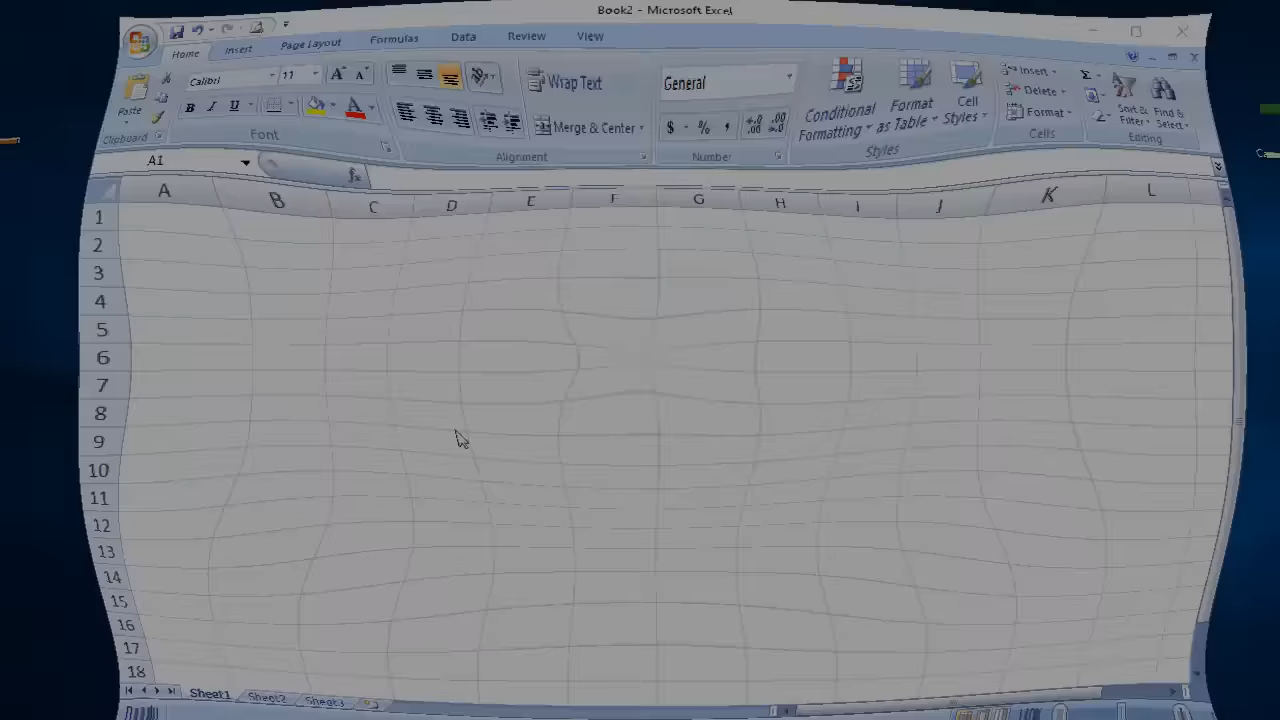 Book2 - Microsoft Excel
Home Insert Page Layout Formulas Data Review View
Calibri 11 Wrap Text General
Paste B I U Merge & Center $ % , Conditional Formatting as Table Format Cell Styles Insert Delete Format Σ Sort & Filter Find & Select
Clipboard Font Alignment Number Styles Cells Editing
A1 fx
A B C D E F G H I J K L
1
2
3
4
5
6
7
8
9
10
11
12
13
14
15
16
17
18
Sheet1 Sheet2 Sheet3